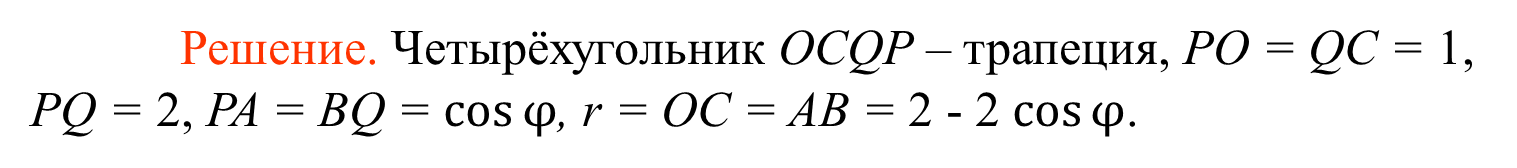 Решение. Четырёхугольник OCQP – трапеция, PO = QC = 1,
PQ = 2, PA = BQ = cos φ, r = OC = AB = 2 - 2 cos φ.